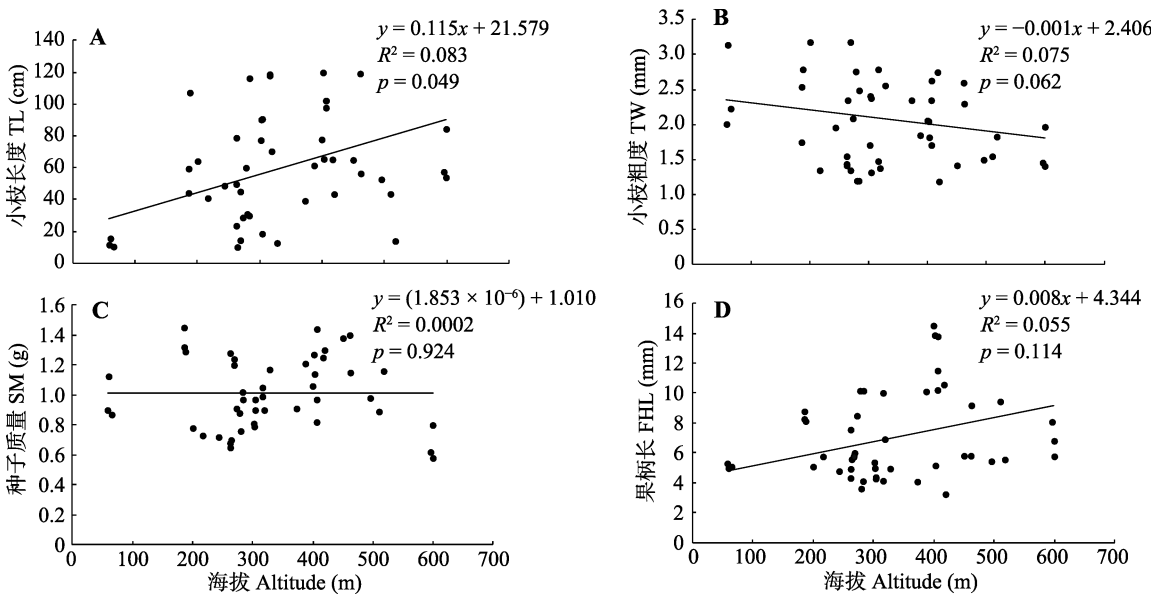 A
y = 0.115x + 21.579
R² = 0.083
p = 0.049
小枝长度 TL (cm)
140
120
100
80
60
40
20
0
B
y = −0.001x + 2.406
R² = 0.075
p = 0.062
小枝粗度 TW (mm)
3.5
3.0
2.5
2.0
1.5
1.0
0.5
0
C
y = (1.853 × 10⁻⁶) + 1.010
R² = 0.0002
p = 0.924
种子质量 SM (g)
1.6
1.4
1.2
1.0
0.8
0.6
0.4
0.2
0
0 100 200 300 400 500 600 700
海拔 Altitude (m)
D
y = 0.008x + 4.344
R² = 0.055
p = 0.114
果柄长 FHL (mm)
16
14
12
10
8
6
4
2
0
0 100 200 300 400 500 600 700
海拔 Altitude (m)